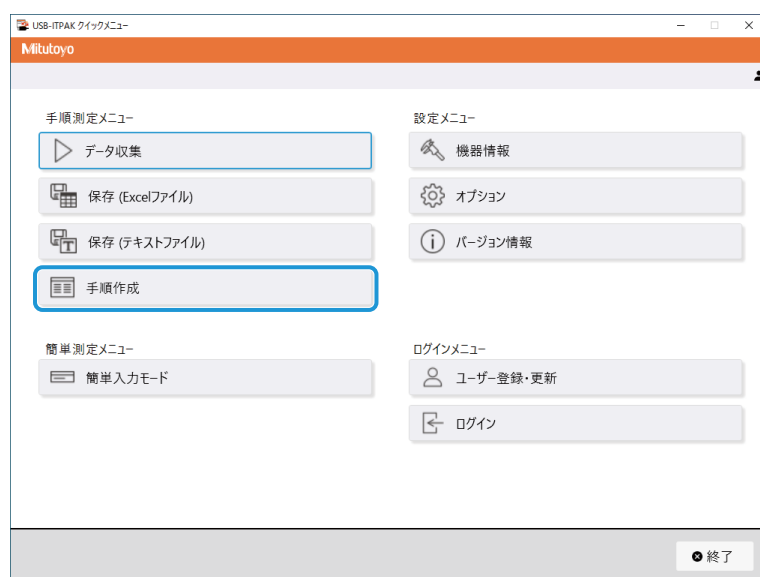 USB-ITPAK クイックメニュー
Mitutoyo
手順測定メニュー
データ収集
保存 (Excelファイル)
保存 (テキストファイル)
手順作成
簡単測定メニュー
簡単入力モード
設定メニュー
機器情報
オプション
バージョン情報
ログインメニュー
ユーザー登録・更新
ログイン
終了